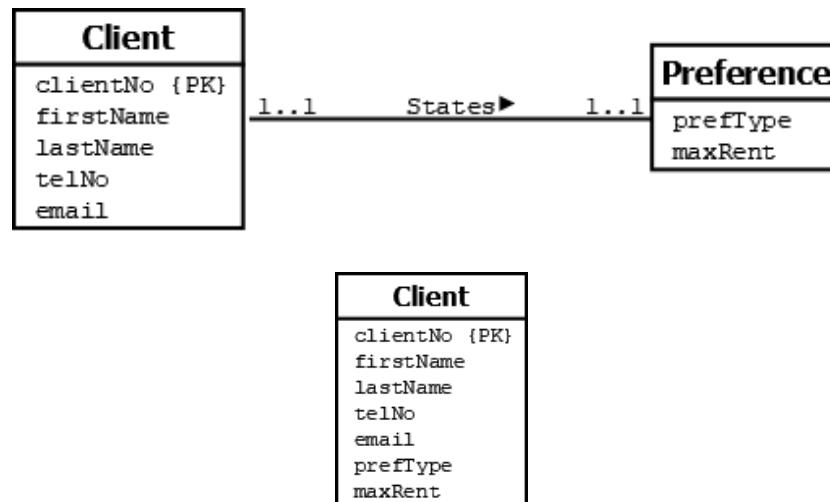 Client
clientNo {PK}
firstName
lastName
telNo
email
1..1 States▶ 1..1
Preference
prefType
maxRent
Client
clientNo {PK}
firstName
lastName
telNo
email
prefType
maxRent